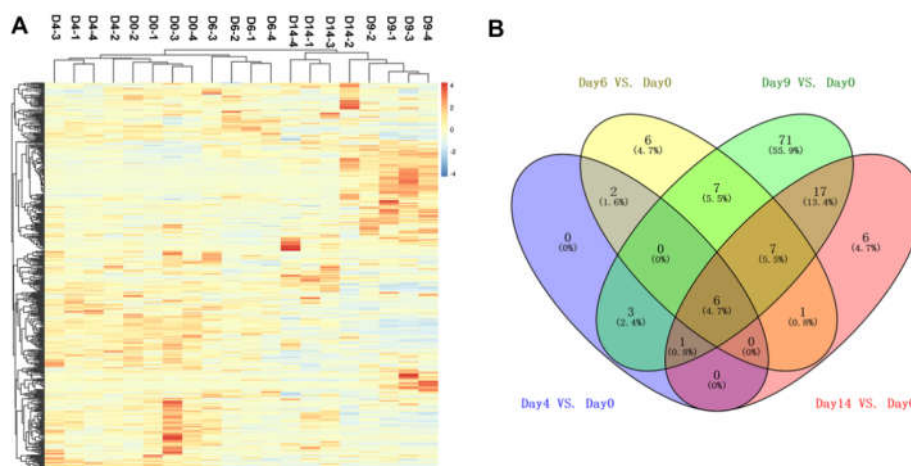 A
D4-3 D4-1 D4-4 D4-2 D0-2 D0-1 D0-3 D0-4 D6-3 D6-2 D6-1 D6-4 D14-4 D14-1 D14-3 D14-2 D9-2 D9-1 D9-3 D9-4
4
2
0
-2
-4
B
Day6 VS. Day0 Day9 VS. Day0
6 71
(4.7%) (55.9%)
2 7 17
(1.6%) (5.5%) (13.4%)
0 0 7 6
(0%) (0%) (5.5%) (4.7%)
6
(4.7%)
3 1
(2.4%) (0.8%)
1 0
(0.8%) (0%)
0
(0%)
Day4 VS. Day0 Day14 VS. Day0